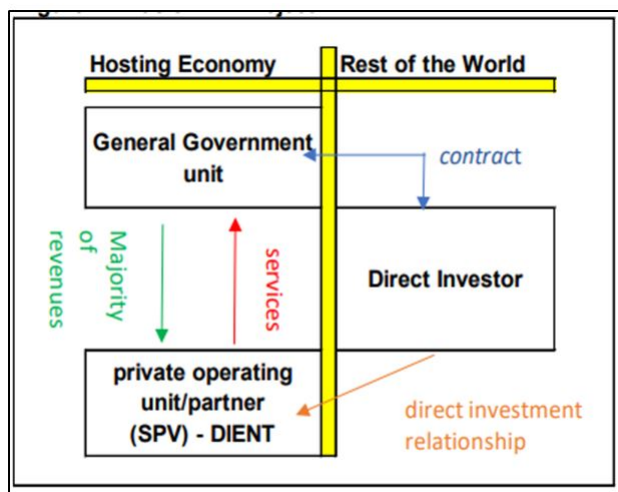 Hosting Economy
Rest of the World
General Government
unit
contract
Majority
of
revenues
services
Direct Investor
private operating
unit/partner
(SPV) - DIENT
direct investment
relationship